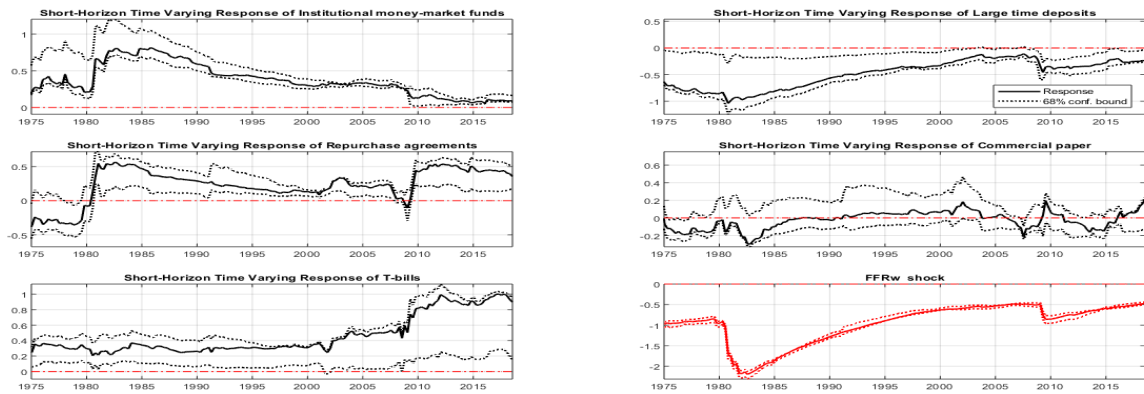 Short-Horizon Time Varying Response of Institutional money-market funds
1
0.5
0
1975 1980 1985 1990 1995 2000 2005 2010 2015
Short-Horizon Time Varying Response of Large time deposits
0.5
0
-0.5
-1
Response
68% conf. bound
1975 1980 1985 1990 1995 2000 2005 2010 2015
Short-Horizon Time Varying Response of Repurchase agreements
0.5
0
-0.5
1975 1980 1985 1990 1995 2000 2005 2010 2015
Short-Horizon Time Varying Response of Commercial paper
0.6
0.4
0.2
0
-0.2
1975 1980 1985 1990 1995 2000 2005 2010 2015
Short-Horizon Time Varying Response of T-bills
1
0.8
0.6
0.4
0.2
0
1975 1980 1985 1990 1995 2000 2005 2010 2015
FFRw shock
0
-0.5
-1
-1.5
-2
1975 1980 1985 1990 1995 2000 2005 2010 2015